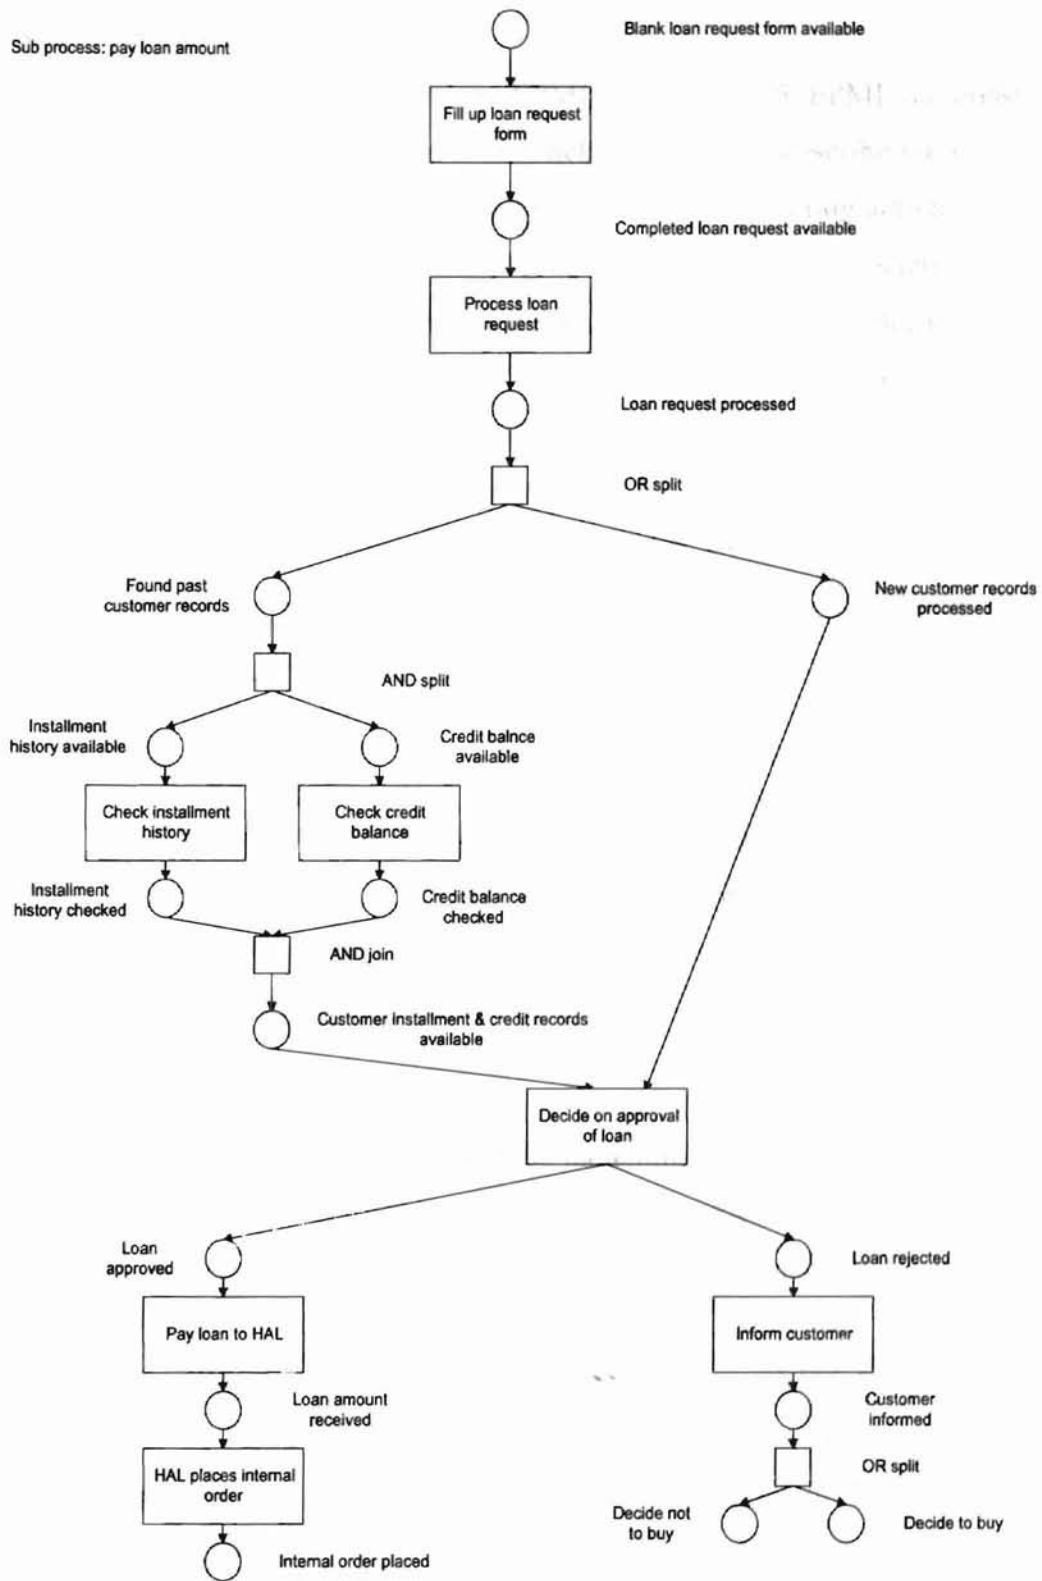 Blank loan request form available
Sub process: pay loan amount
Fill up loan request
form
Completed loan request available
Process loan
request
Loan request processed
OR split
Found past
customer records
New customer records
processed
AND split
Installment
history available
Credit balnce
available
Check installment
history
Check credit
balance
Installment
history checked
Credit balance
checked
AND join
Customer installment & credit records
available
Decide on approval
of loan
Loan
approved
Loan rejected
Pay loan to HAL
Inform customer
Loan amount
received
Customer
informed
HAL places internal
order
OR split
Decide not
to buy
Decide to buy
Internal order placed